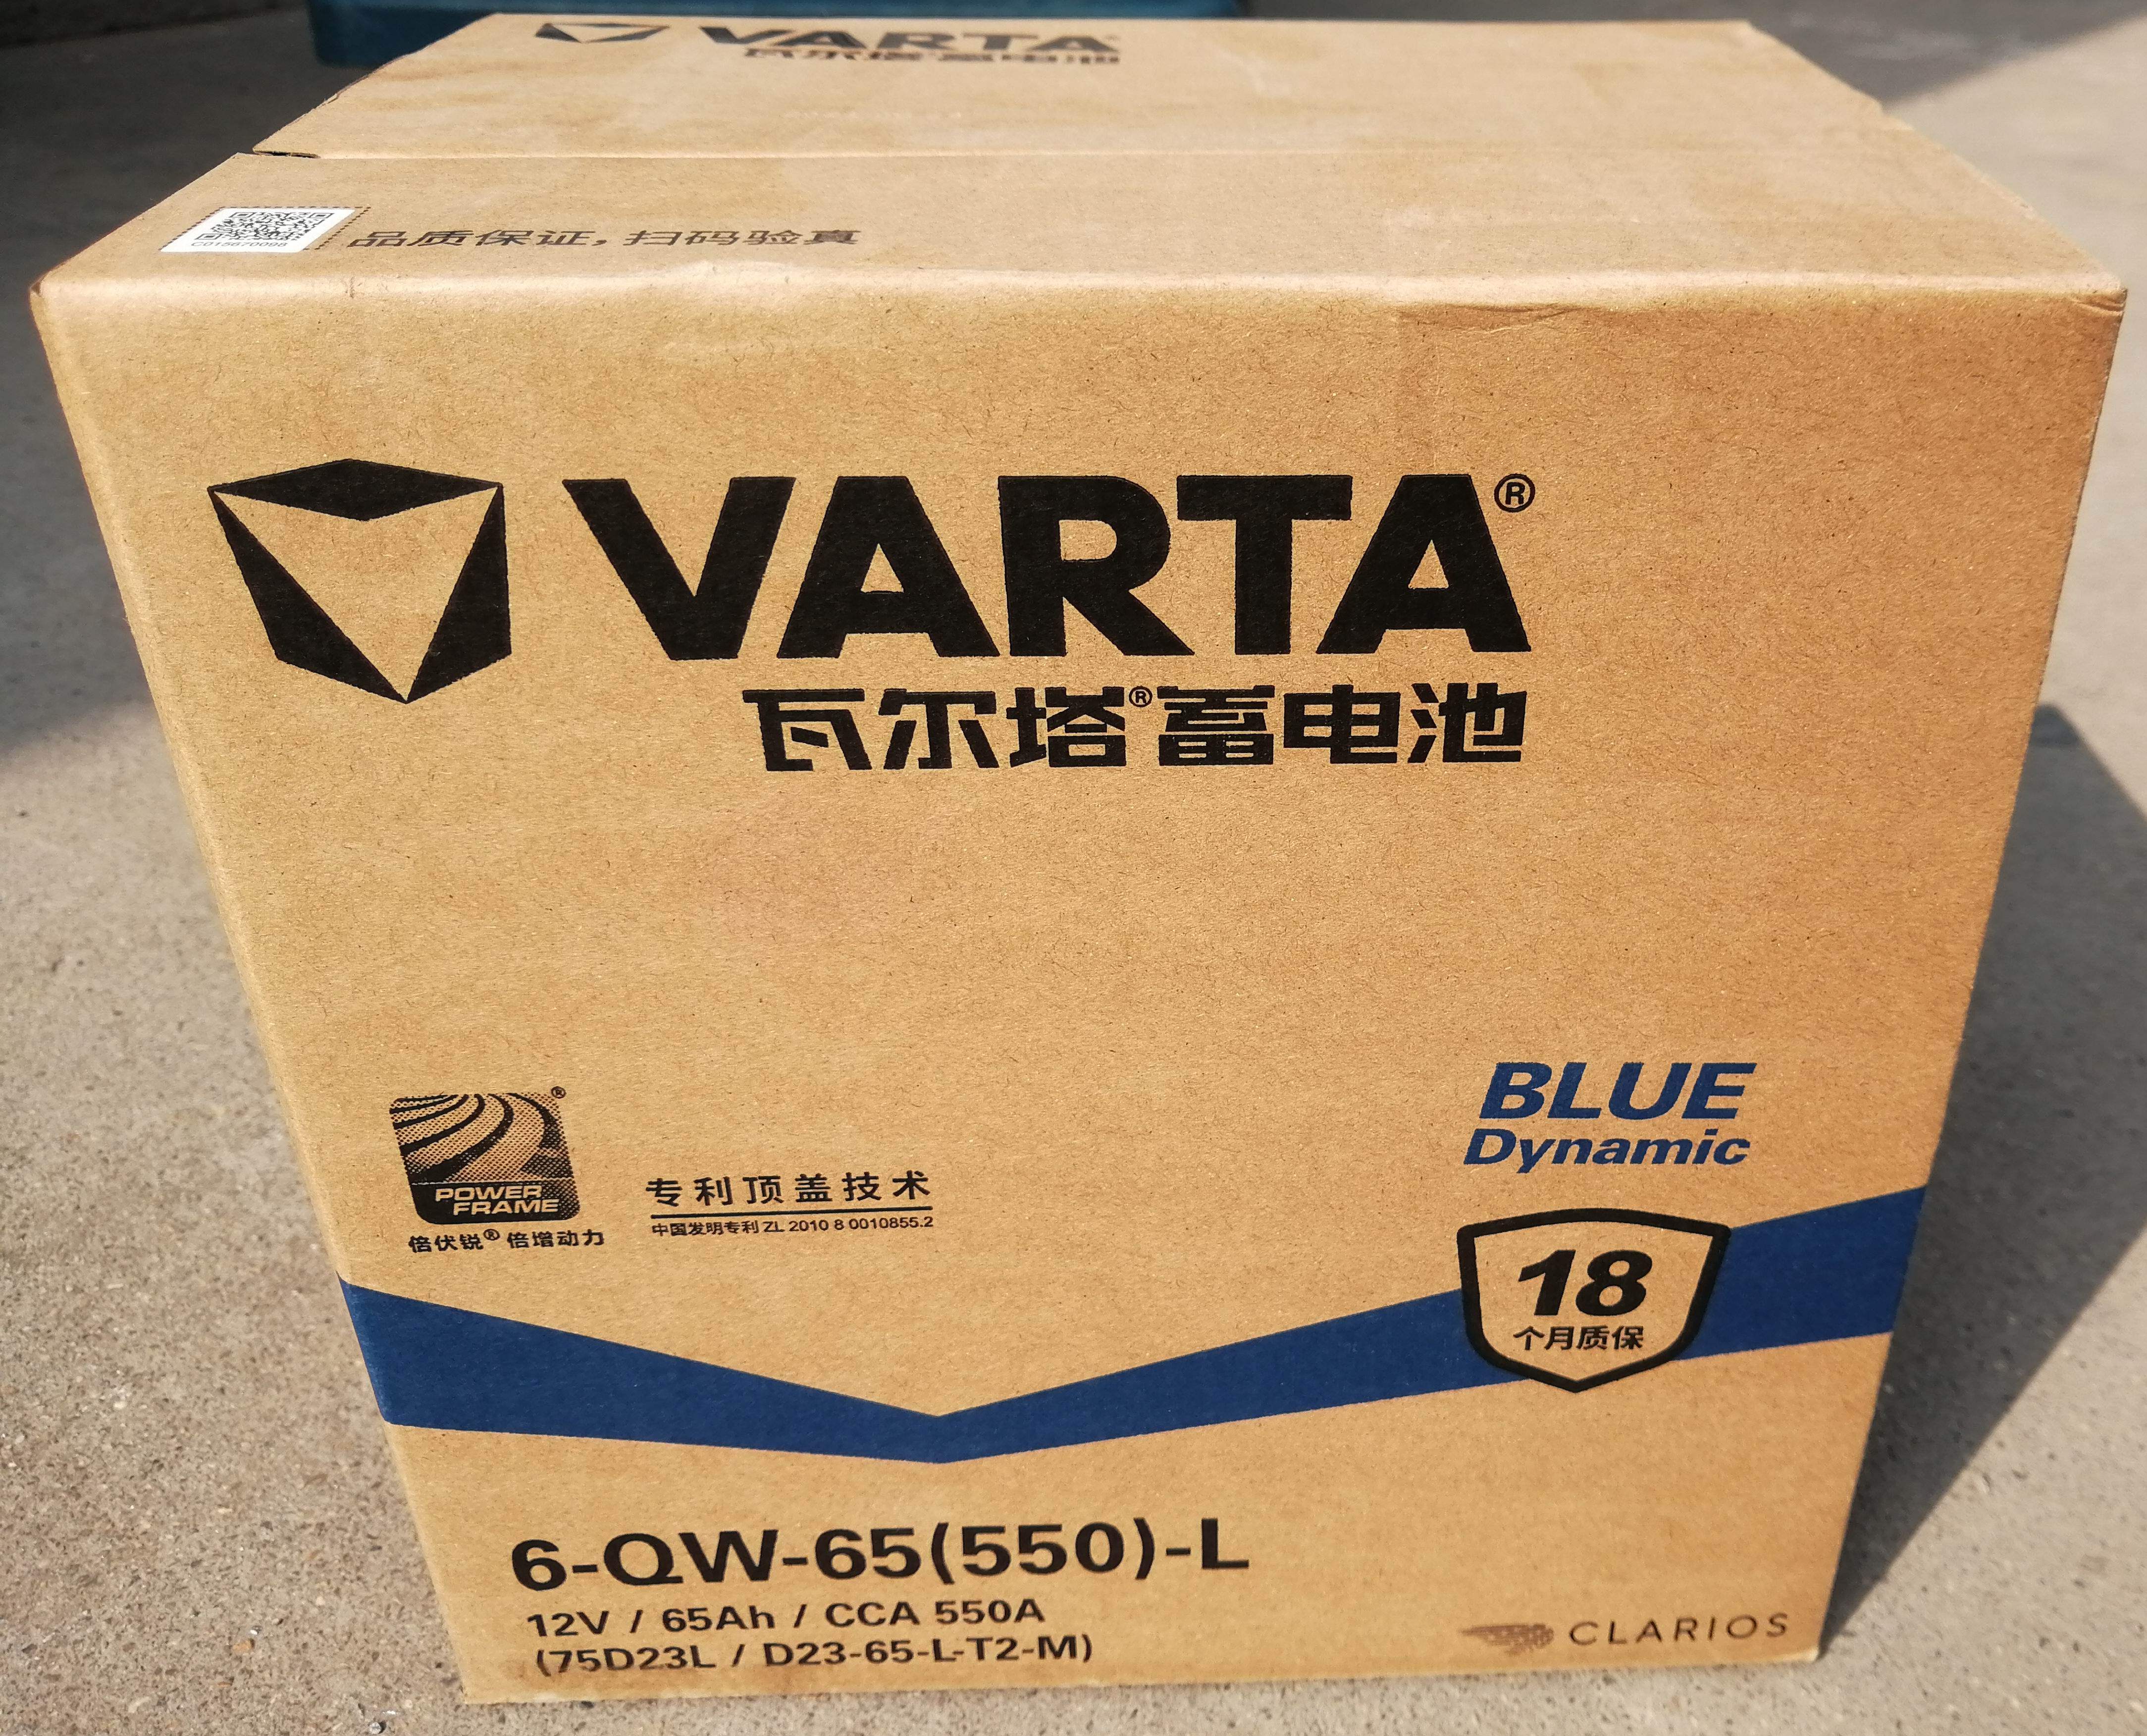 VARTA
瓦尔塔 蓄电池
品质保证,扫码验真
VARTA®
瓦尔塔®蓄电池
BLUE
Dynamic
®
POWER
FRAME
倍伏锐® 倍增动力
专利顶盖技术
中国发明专利 ZL 2010 8 0010855.2
18
个月质保
6-QW-65(550)-L
12V / 65Ah / CCA 550A
(75D23L / D23-65-L-T2-M)
CLARIOS